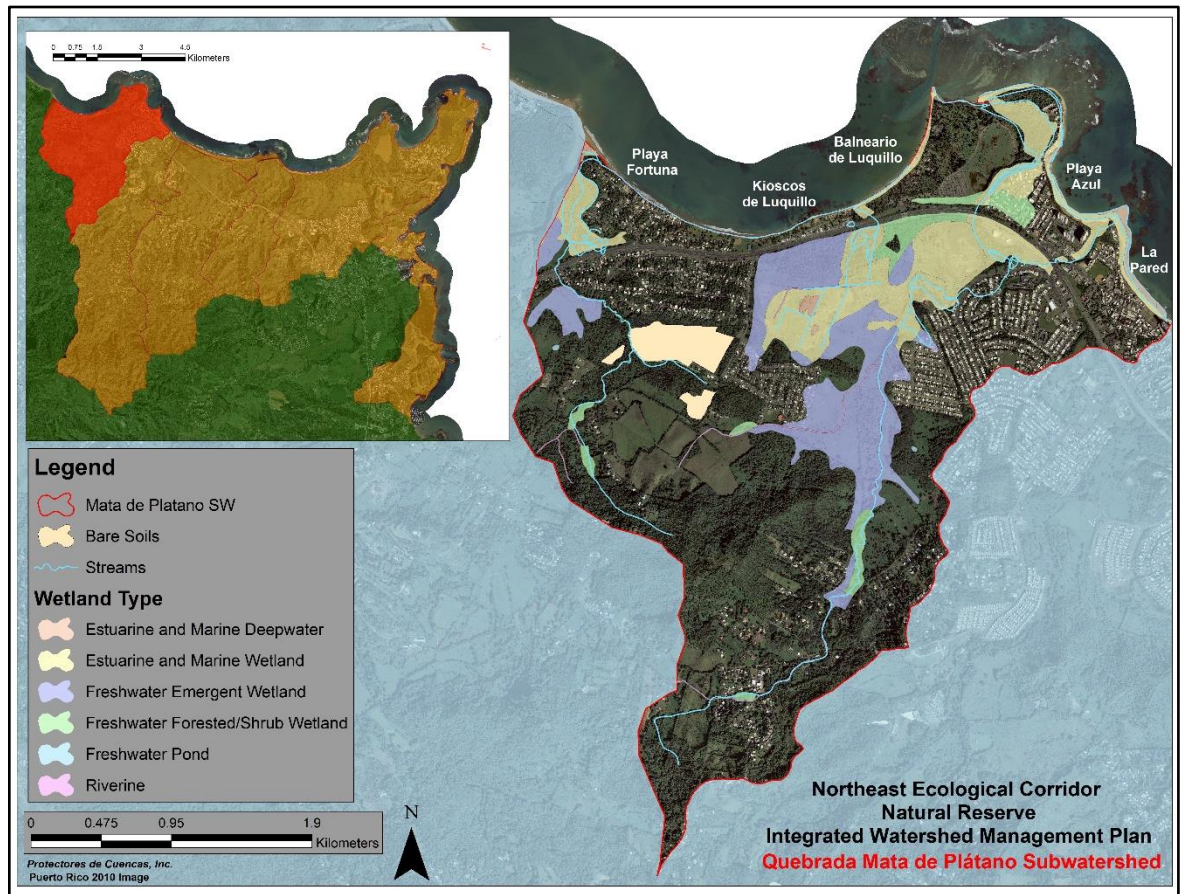 0 0.75 1.5 3 4.5
Kilometers
Playa
Fortuna
Kioscos
de Luquillo
Balneario
de Luquillo
Playa
Azul
La
Pared
Legend
Mata de Platano SW
Bare Soils
Streams
Wetland Type
Estuarine and Marine Deepwater
Estuarine and Marine Wetland
Freshwater Emergent Wetland
Freshwater Forested/Shrub Wetland
Freshwater Pond
Riverine
0 0.475 0.95 1.9
Kilometers
N
Protectores de Cuencas, Inc.
Puerto Rico 2010 Image
Northeast Ecological Corridor
Natural Reserve
Integrated Watershed Management Plan
Quebrada Mata de Plátano Subwatershed